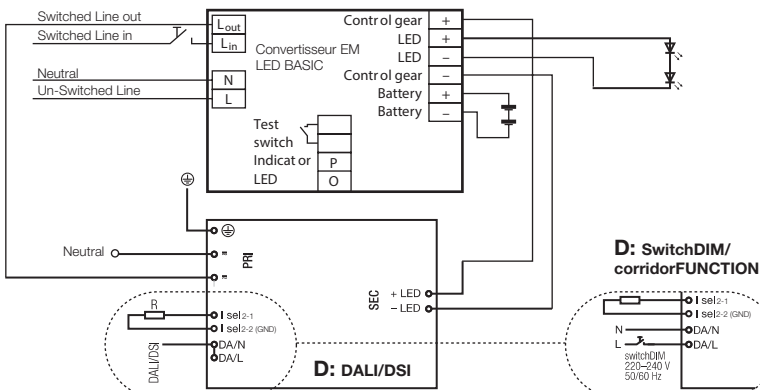 Switched Line out
Switched Line in
Neutral
Un-Switched Line
Lout
Lin
N
L
Convertisseur EM
LED BASIC
Control gear +
LED +
LED −
Control gear −
Battery +
Battery −
Test
switch
Indicat or
LED
P
O
Neutral
=
=
PRI
SEC
+ LED
− LED
R
I sel2-1
I sel2-2 (GND)
DA/N
DA/L
DALI/DSI
D: DALI/DSI
D: SwitchDIM/
corridorFUNCTION
I sel2-1
I sel2-2 (GND)
N
DA/N
L
DA/L
switchDIM
220–240 V
50/60 Hz